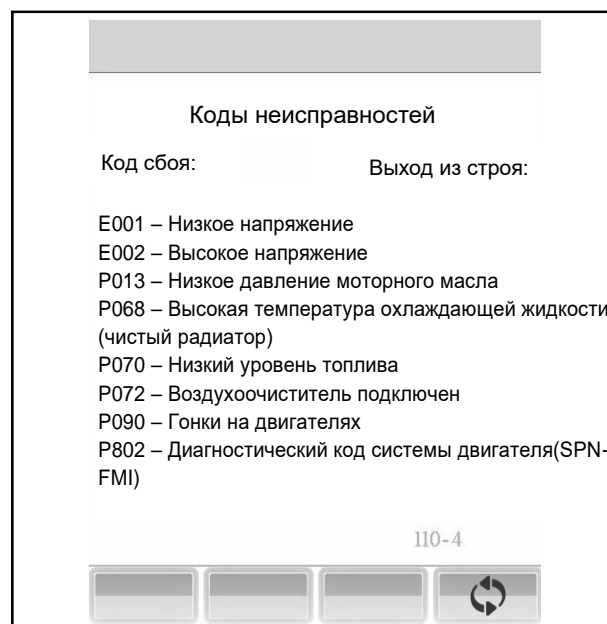 Коды неисправностей
Код сбоя:
Выход из строя:
E001 – Низкое напряжение
E002 – Высокое напряжение
P013 – Низкое давление моторного масла
P068 – Высокая температура охлаждающей жидкости
(чистый радиатор)
P070 – Низкий уровень топлива
P072 – Воздухоочиститель подключен
P090 – Гонки на двигателях
P802 – Диагностический код системы двигателя(SPN-
FMI)
110-4